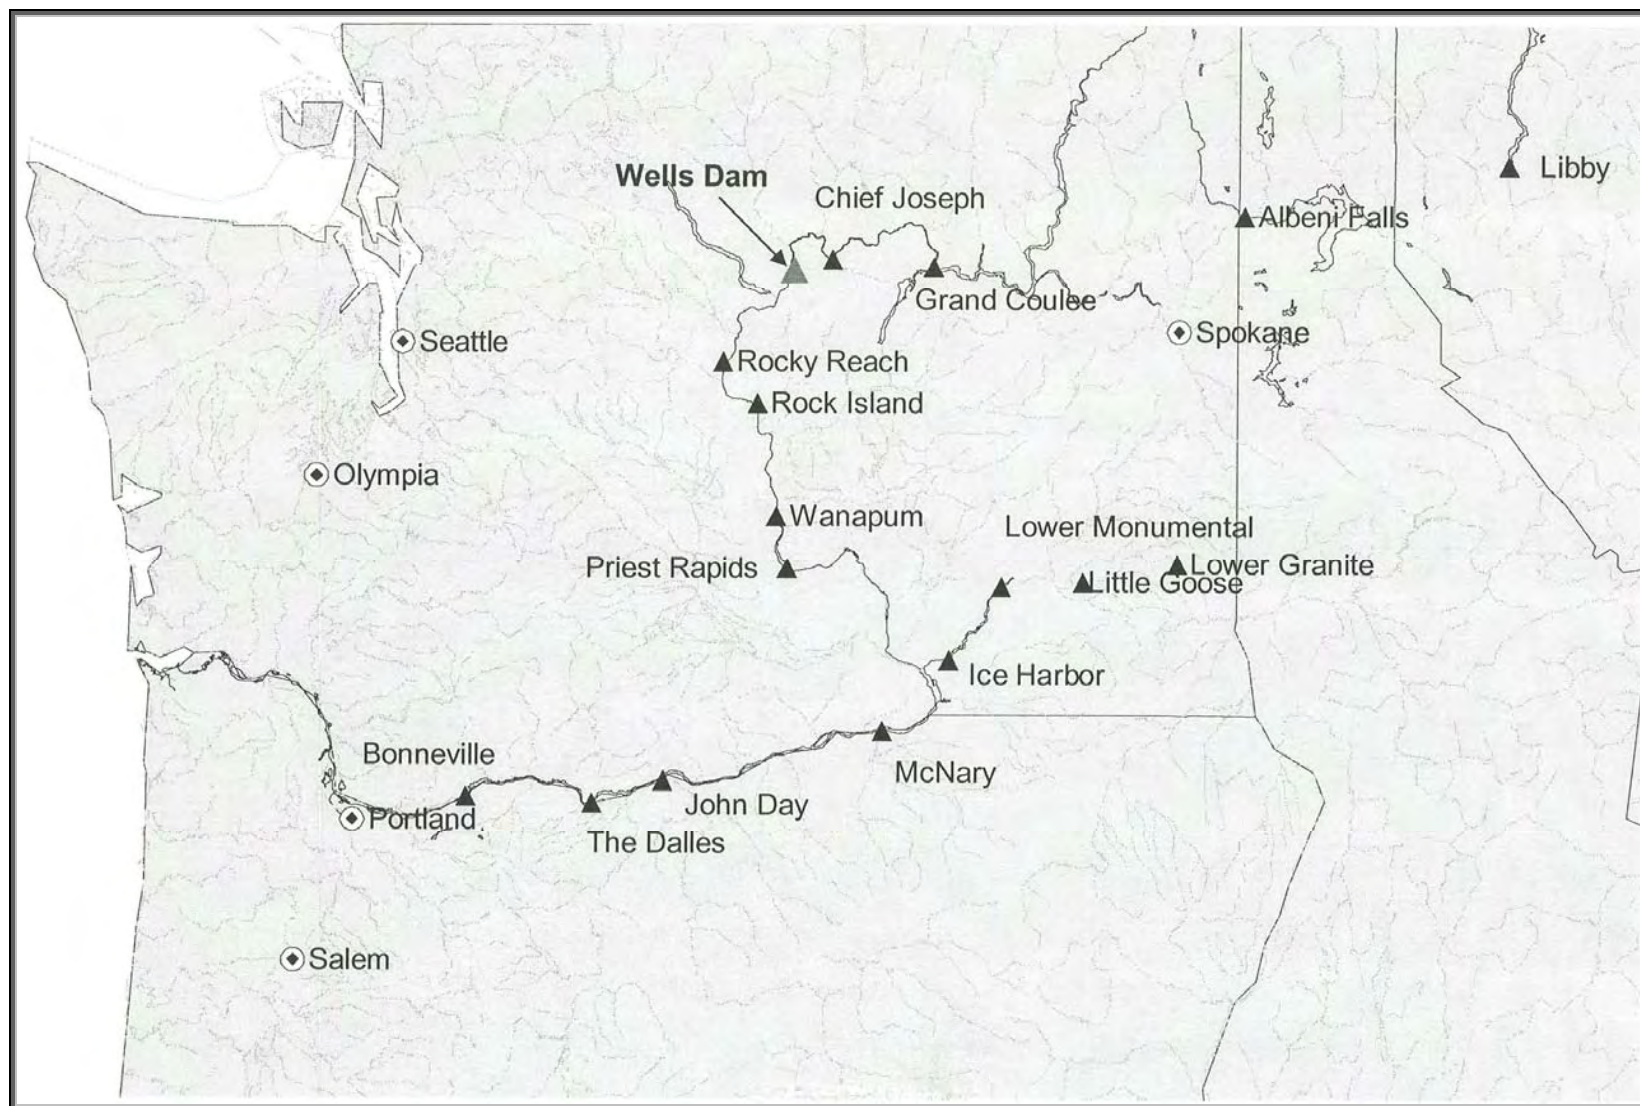 Libby
Wells Dam
Chief Joseph
Albeni Falls
Grand Coulee
Seattle
Spokane
Rocky Reach
Rock Island
Olympia
Wanapum
Lower Monumental
Priest Rapids
Lower Granite
Little Goose
Ice Harbor
Bonneville
McNary
John Day
Portland
The Dalles
Salem